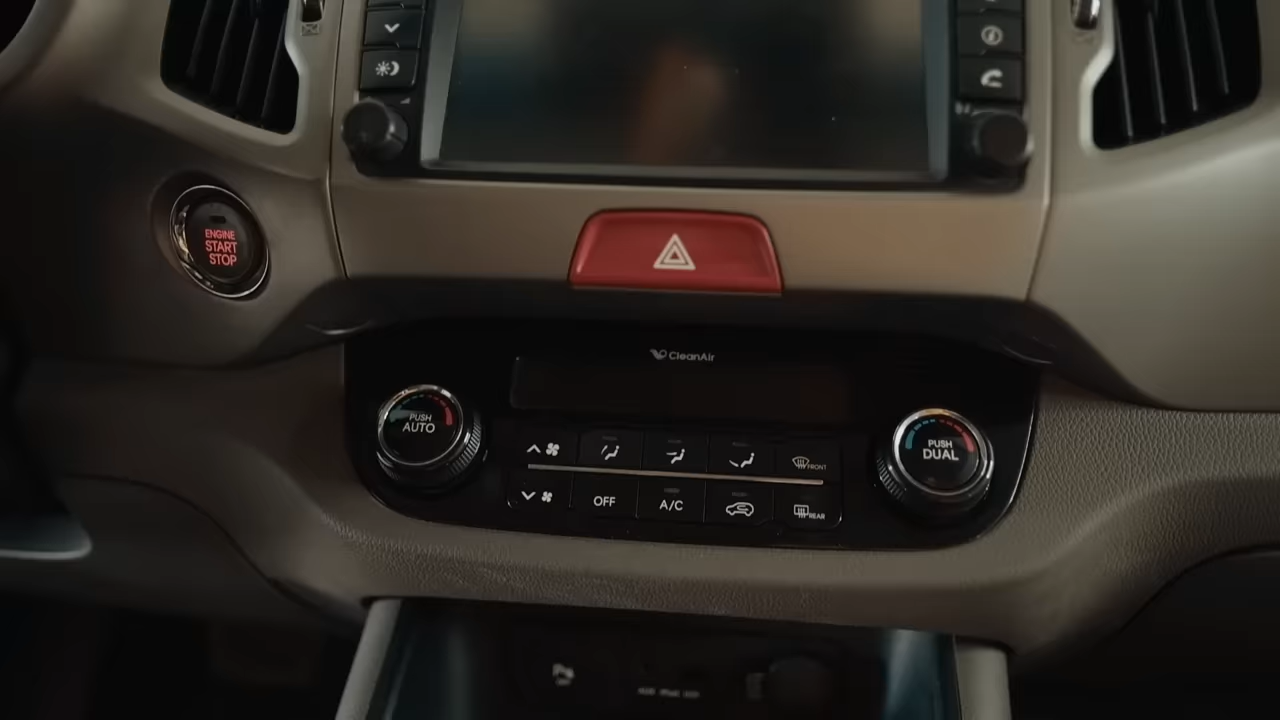 ENGINE
START
STOP
CleanAir
PUSH
AUTO
PUSH
DUAL
FRONT
OFF
A/C
REAR